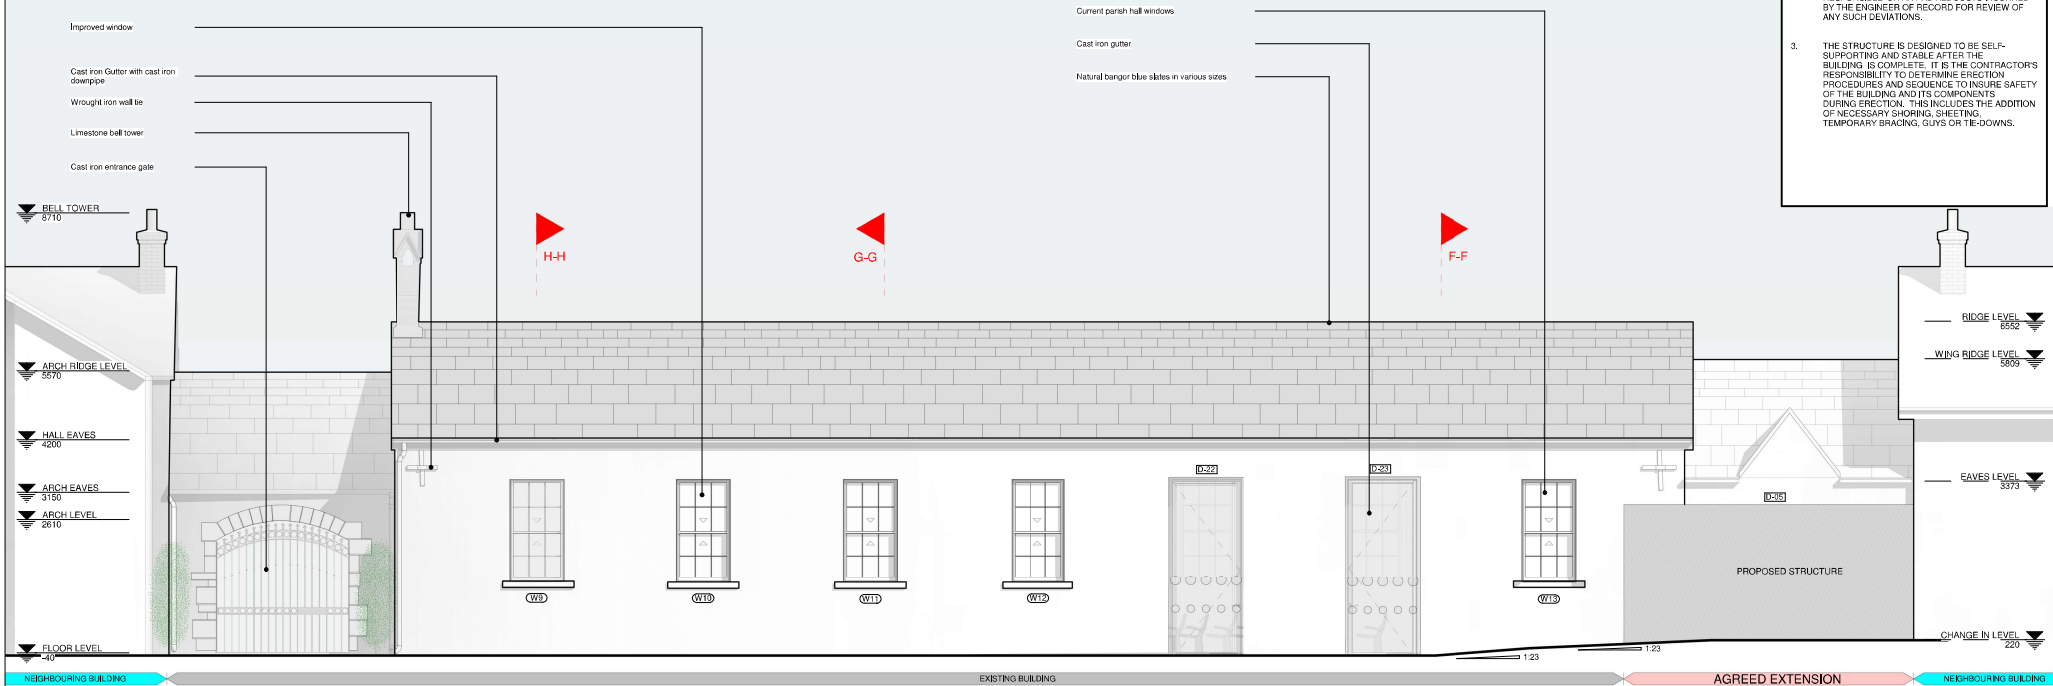 Improved window
Cast iron Gutter with cast iron
downpipe
Wrought iron wall tie
Limestone bell tower
Cast iron entrance gate
Current parish hall windows
Cast iron gutter
Natural bangor blue slates in various sizes
BY THE ENGINEER OF RECORD FOR REVIEW OF
ANY SUCH DEVIATIONS.
3. THE STRUCTURE IS DESIGNED TO BE SELF-
SUPPORTING AND STABLE AFTER THE
BUILDING IS COMPLETE. IT IS THE CONTRACTOR'S
RESPONSIBILITY TO DETERMINE ERECTION
PROCEDURES AND SEQUENCE TO INSURE SAFETY
OF THE BUILDING AND ITS COMPONENTS
DURING ERECTION. THIS INCLUDES THE ADDITION
OF NECESSARY SHORING, SHEETING,
TEMPORARY BRACING, GUYS OR TIE-DOWNS.
BELL TOWER
8710
H-H
G-G
F-F
ARCH RIDGE LEVEL
5570
HALL EAVES
4200
ARCH EAVES
3150
ARCH LEVEL
2610
FLOOR LEVEL
-40
RIDGE LEVEL
6552
WING RIDGE LEVEL
5809
EAVES LEVEL
3373
CHANGE IN LEVEL
220
D-22
D-23
D-05
W9
W10
W11
W12
W13
PROPOSED STRUCTURE
1:23
1:23
NEIGHBOURING BUILDING
EXISTING BUILDING
AGREED EXTENSION
NEIGHBOURING BUILDING